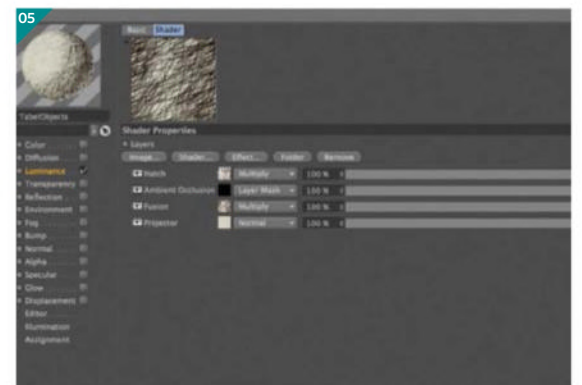 05
Basic Shader
Shader Properties
Layers
Image... Shader... Effect... Folder Remove
Hatch Multiply 100 %
Ambient Occlusion Layer Mask 100 %
Fusion Multiply 100 %
Projector Normal 100 %
Color
Diffusion
Luminance
Transparency
Reflection
Environment
Fog
Bump
Normal
Alpha
Specular
Glow
Displacement
Editor
Illumination
Assignment